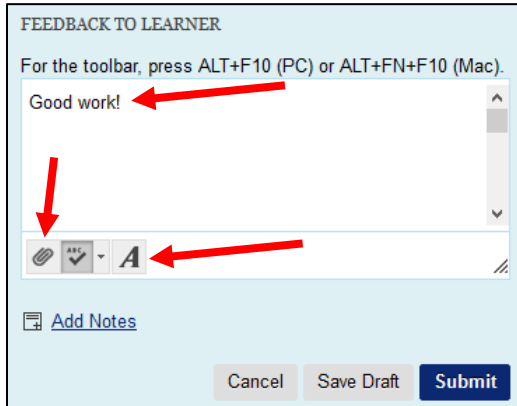 FEEDBACK TO LEARNER
For the toolbar, press ALT+F10 (PC) or ALT+FN+F10 (Mac).
Good work!
ABC A
Add Notes
Cancel Save Draft Submit